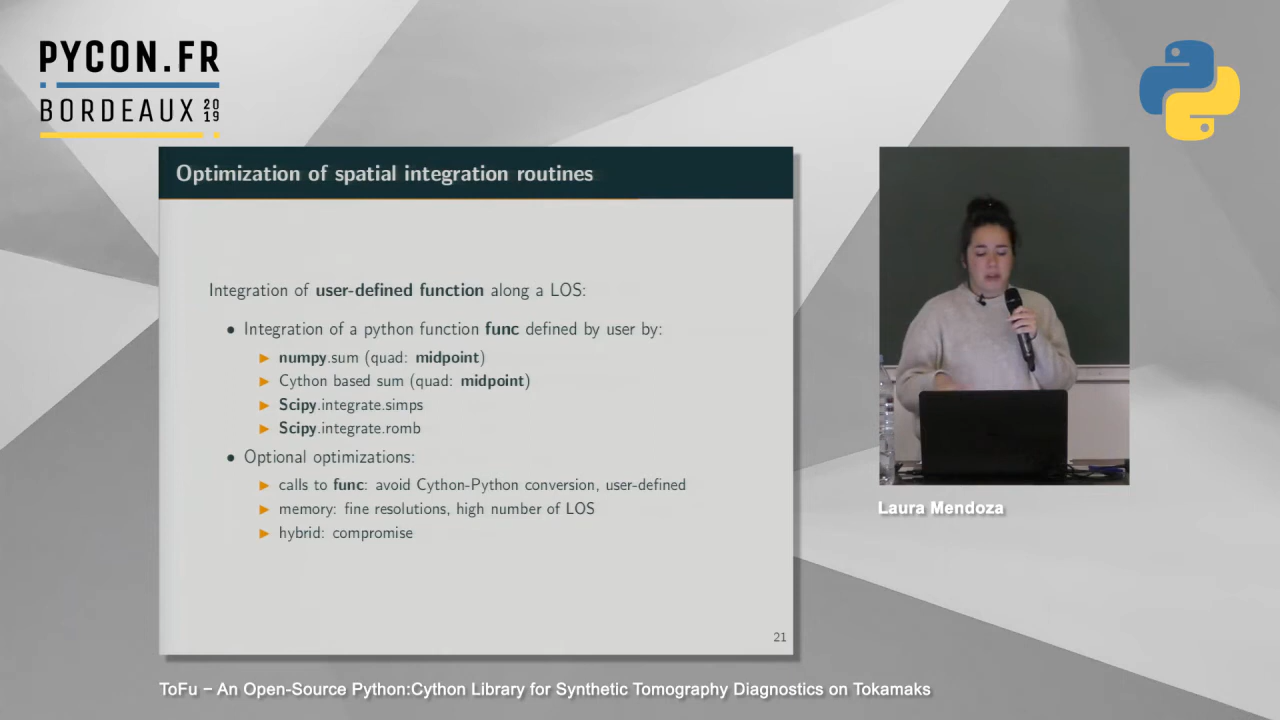 PYCON.FR
BORDEAUX 2019
Optimization of spatial integration routines
Integration of user-defined function along a LOS:
• Integration of a python function func defined by user by:
▶ numpy.sum (quad: midpoint)
▶ Cython based sum (quad: midpoint)
▶ Scipy.integrate.simps
▶ Scipy.integrate.romb
• Optional optimizations:
▶ calls to func: avoid Cython-Python conversion, user-defined
▶ memory: fine resolutions, high number of LOS
▶ hybrid: compromise
21
Laura Mendoza
ToFu – An Open-Source Python:Cython Library for Synthetic Tomography Diagnostics on Tokamaks